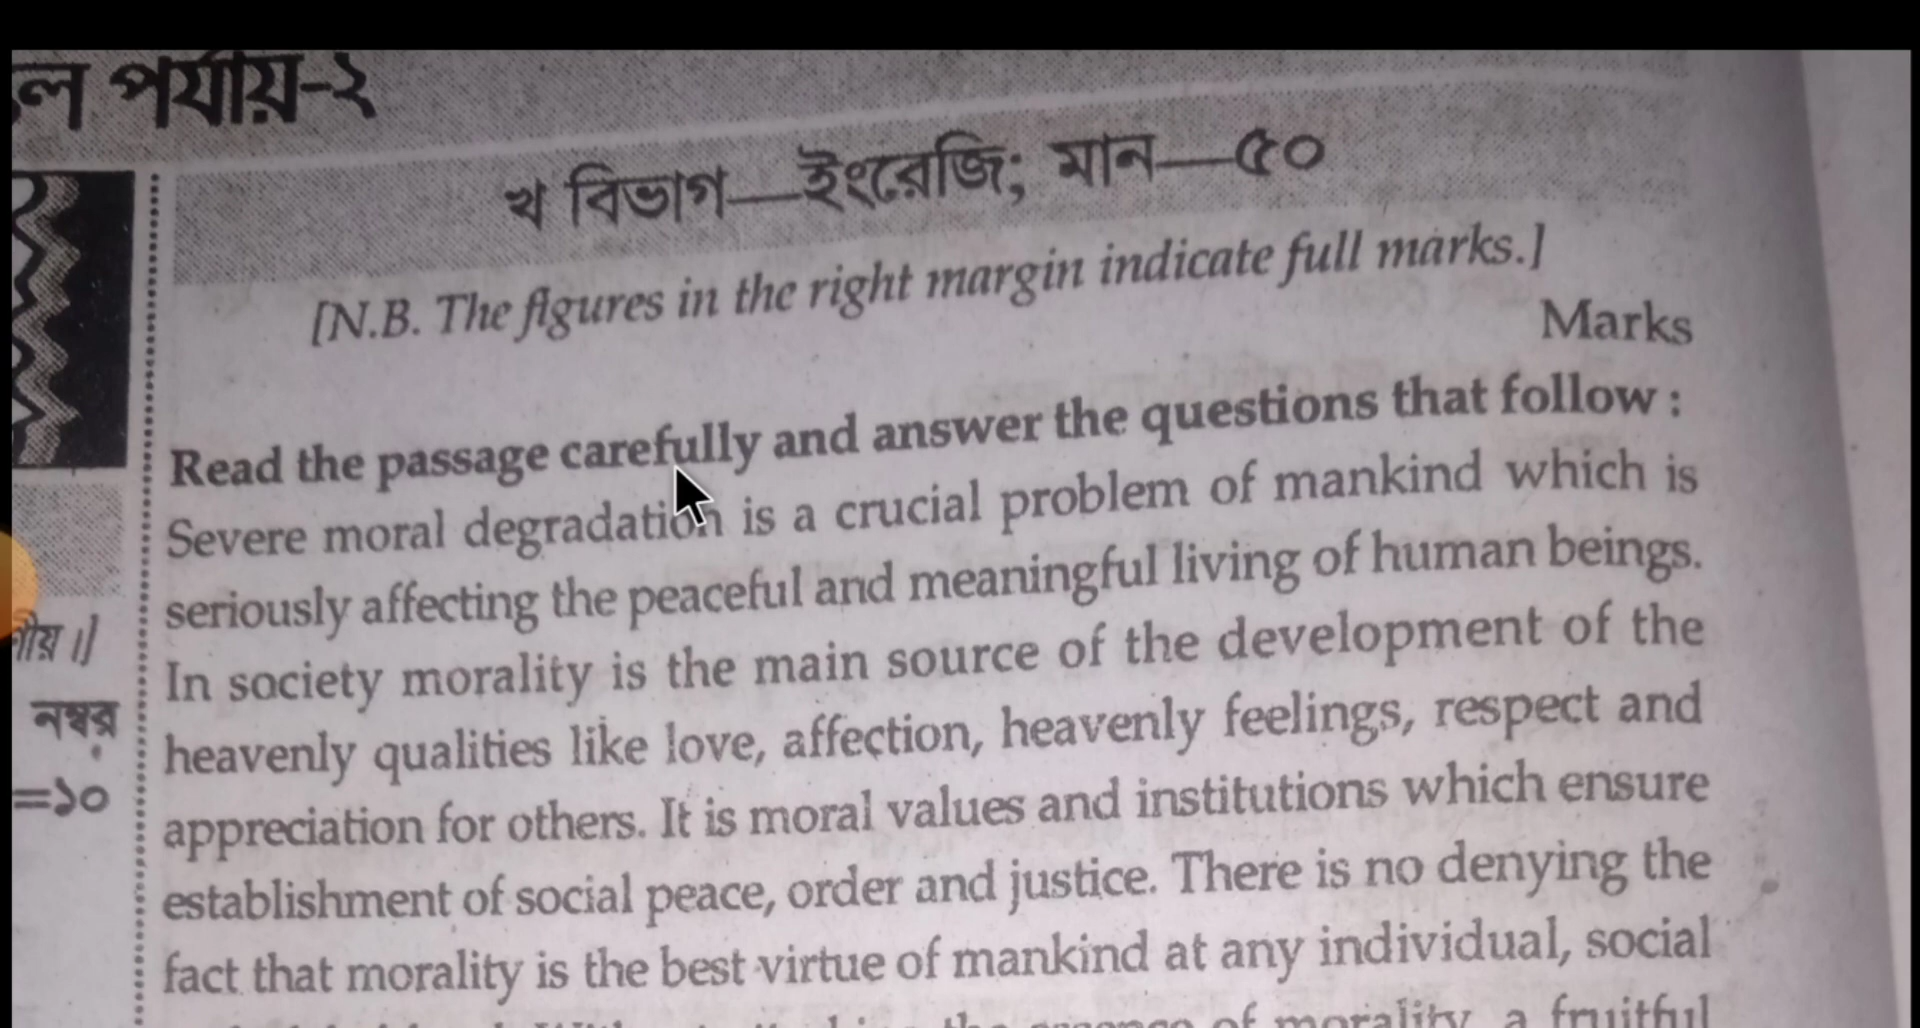 ল পর্যায়-২
খ বিভাগ—ইংরেজি; মান—৫০
[N.B. The figures in the right margin indicate full marks.]
Marks
Read the passage carefully and answer the questions that follow :
Severe moral degradation is a crucial problem of mankind which is
seriously affecting the peaceful and meaningful living of human beings.
In society morality is the main source of the development of the
heavenly qualities like love, affection, heavenly feelings, respect and
appreciation for others. It is moral values and institutions which ensure
establishment of social peace, order and justice. There is no denying the
fact that morality is the best virtue of mankind at any individual, social
of morality, a fruitful
নম্বর
=১০